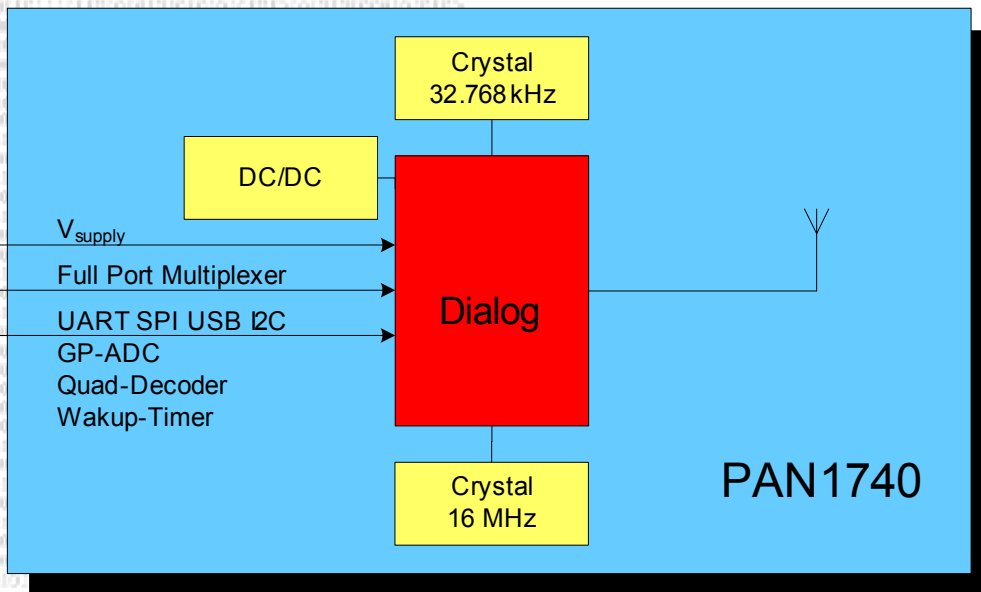 Crystal
32.768 kHz
DC/DC
Vsupply
Full Port Multiplexer
UART SPI USB I2C
GP-ADC
Quad-Decoder
Wakup-Timer
Dialog
Crystal
16 MHz
PAN1740